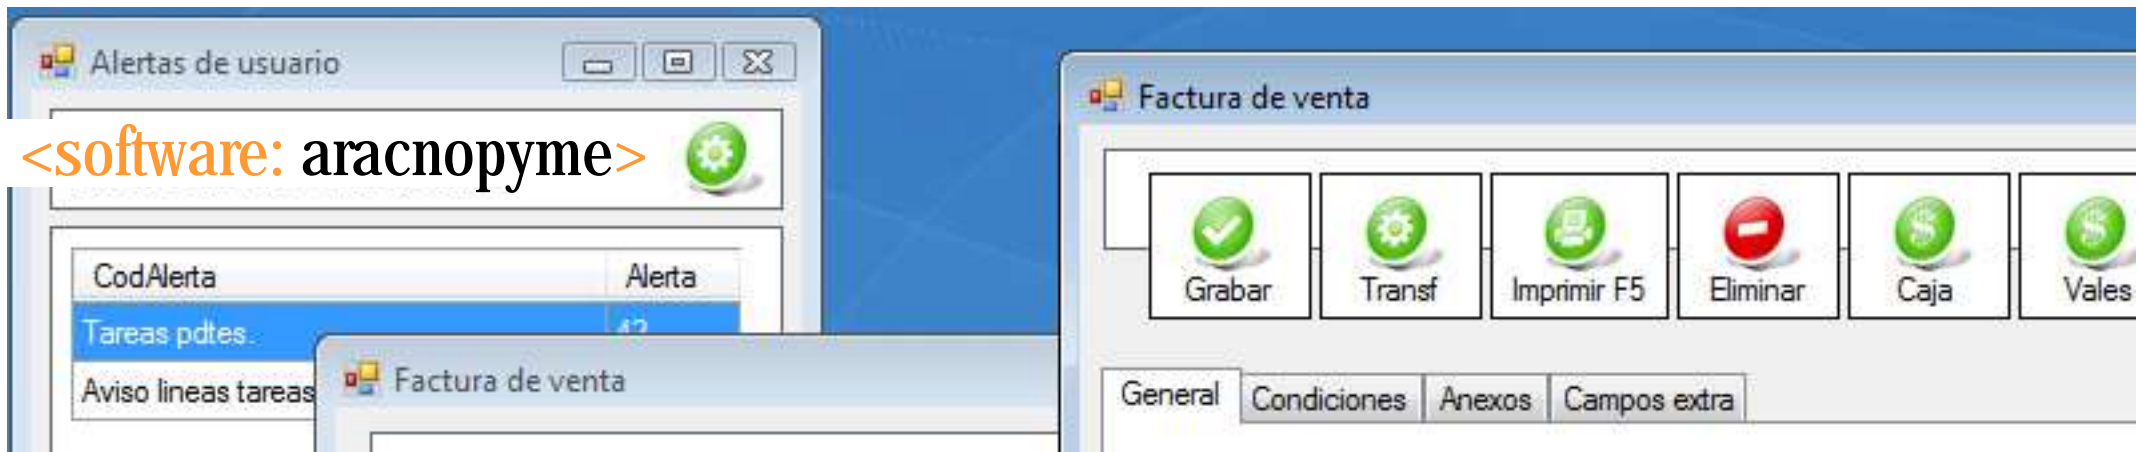 Alertas de usuario
<software: aracnopyme>
CodAlerta Alerta
Tareas pdtes. 42
Aviso lineas tareas
Factura de venta
Factura de venta
Grabar Transf Imprimir F5 Eliminar Caja Vales
General Condiciones Anexos Campos extra